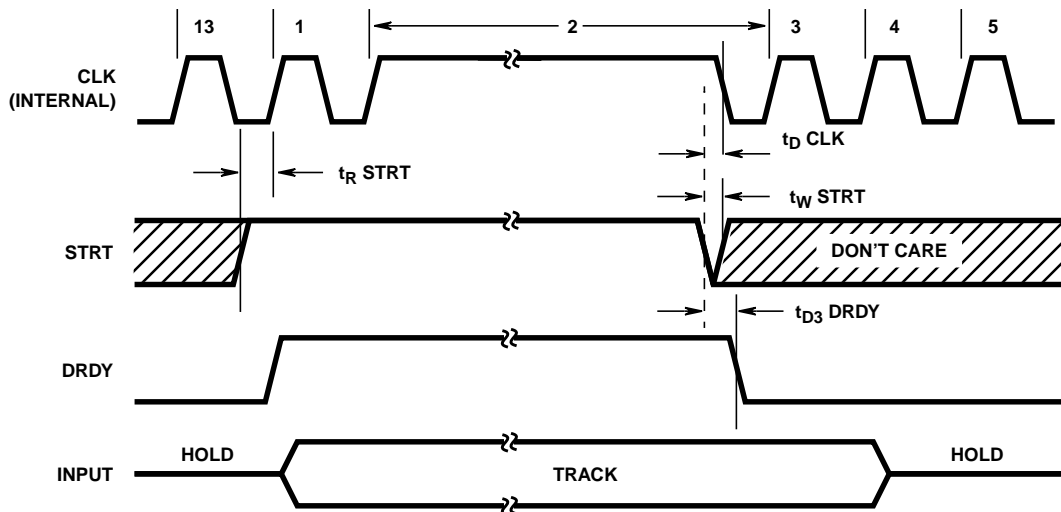 13 1 2 3 4 5
CLK
(INTERNAL)
tD CLK
tR STRT
tW STRT
STRT
DON'T CARE
tD3 DRDY
DRDY
HOLD
HOLD
INPUT
TRACK